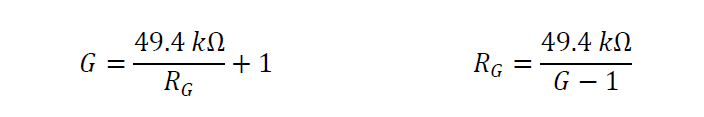 G = 49.4 kΩ / R_G + 1
R_G = 49.4 kΩ / G − 1